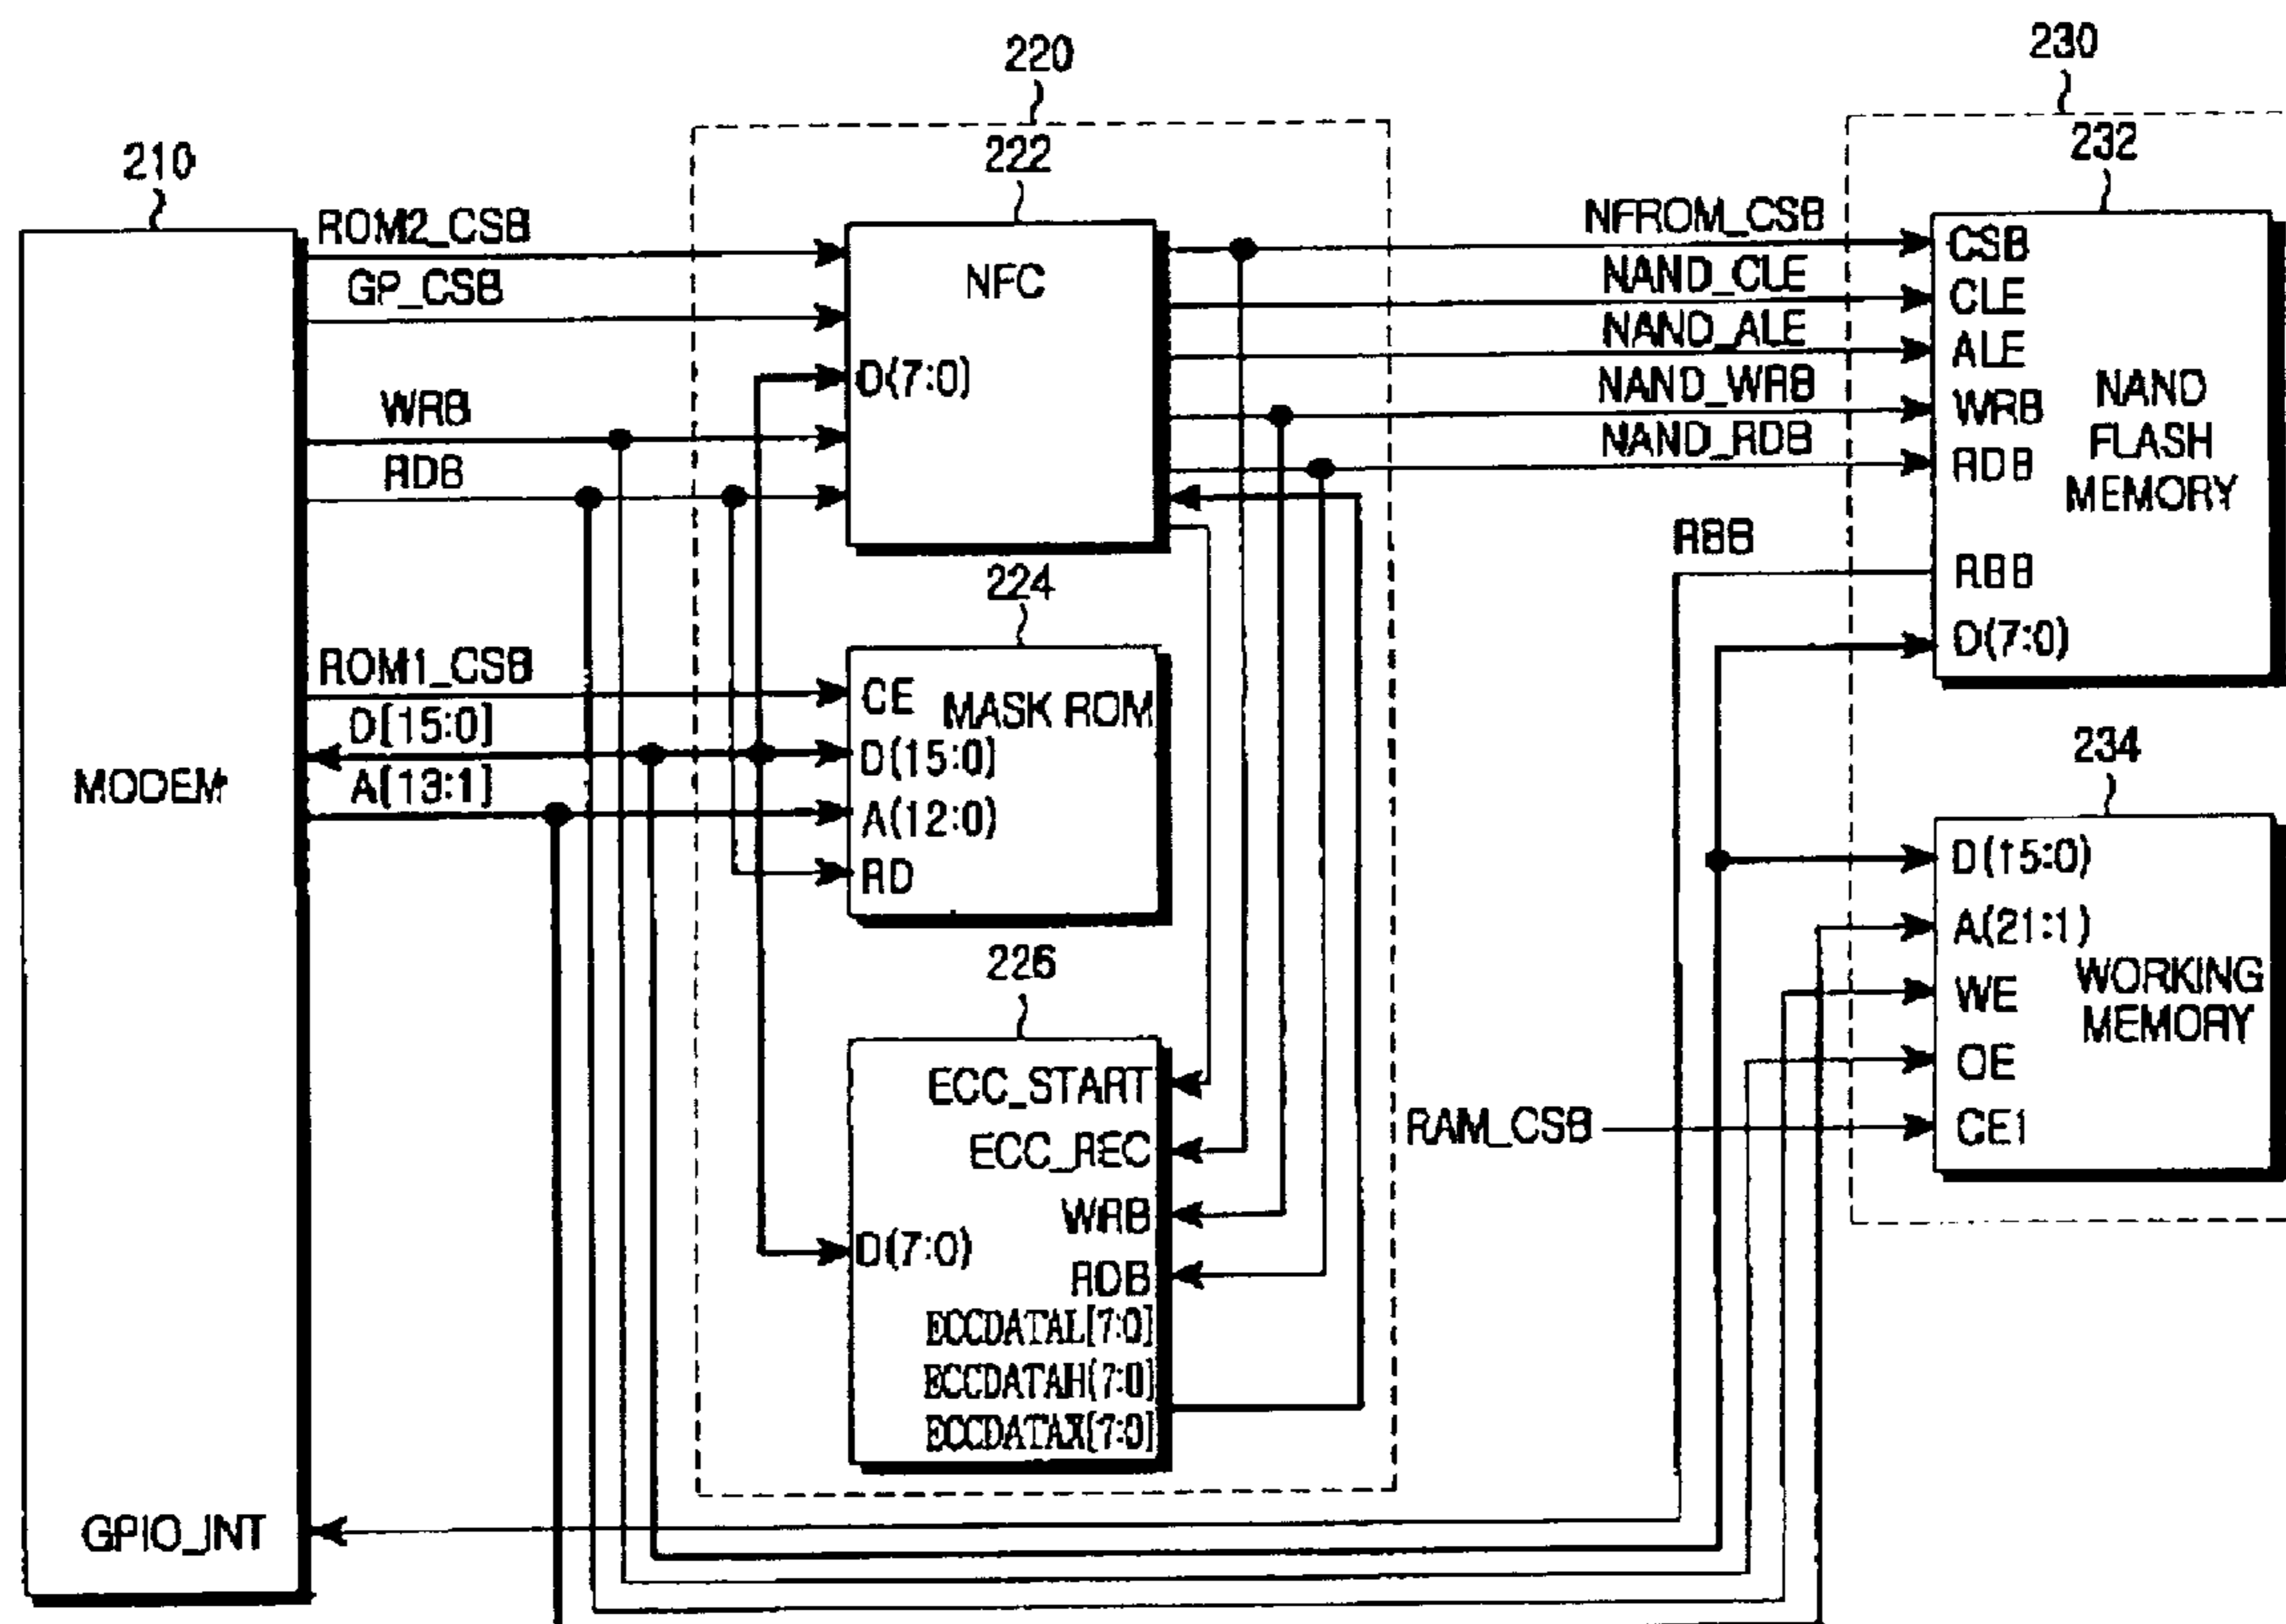 220
230
210
222
232
ROM2_CSB
GP_CSB
WRB
RDB
NFC
D(7:0)
NFROM_CSB
NAND_CLE
NAND_ALE
NAND_WRB
NAND_RDB
CSB
CLE
ALE
WRB
RDB
NAND
FLASH
MEMORY
RBB
RBB
D(7:0)
224
ROM1_CSB
D[15:0]
A[13:1]
MODEM
CE
MASK ROM
D(15:0)
A(12:0)
RD
234
D(15:0)
A(21:1)
WE
OE
CE1
WORKING
MEMORY
226
ECC_START
ECC_REC
WRB
D(7:0)
RDB
ECCDATAL[7:0]
ECCDATAH(7:0]
ECCDATAX[7:0]
RAM_CSB
GPIO_INT